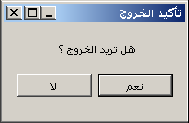 تأكيد الخروج
هل تريد الخروج ؟
نعم
لا